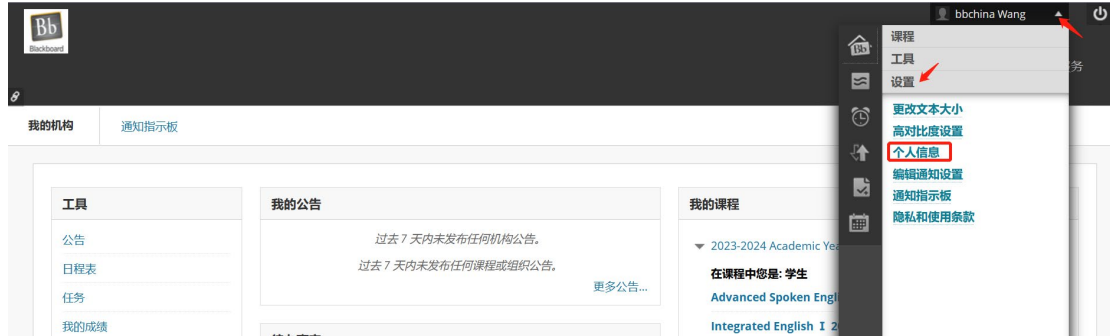 Bb
Blackboard
bbchina Wang
课程
工具
设置
务
更改文本大小
高对比度设置
个人信息
编辑通知设置
通知指示板
隐私和使用条款
我的机构
通知指示板
工具
公告
日程表
任务
我的成绩
我的公告
过去 7 天内未发布任何机构公告。
过去 7 天内未发布任何课程或组织公告。
更多公告...
我的课程
2023-2024 Academic Yea
在课程中您是: 学生
Advanced Spoken Engl
Integrated English I 2